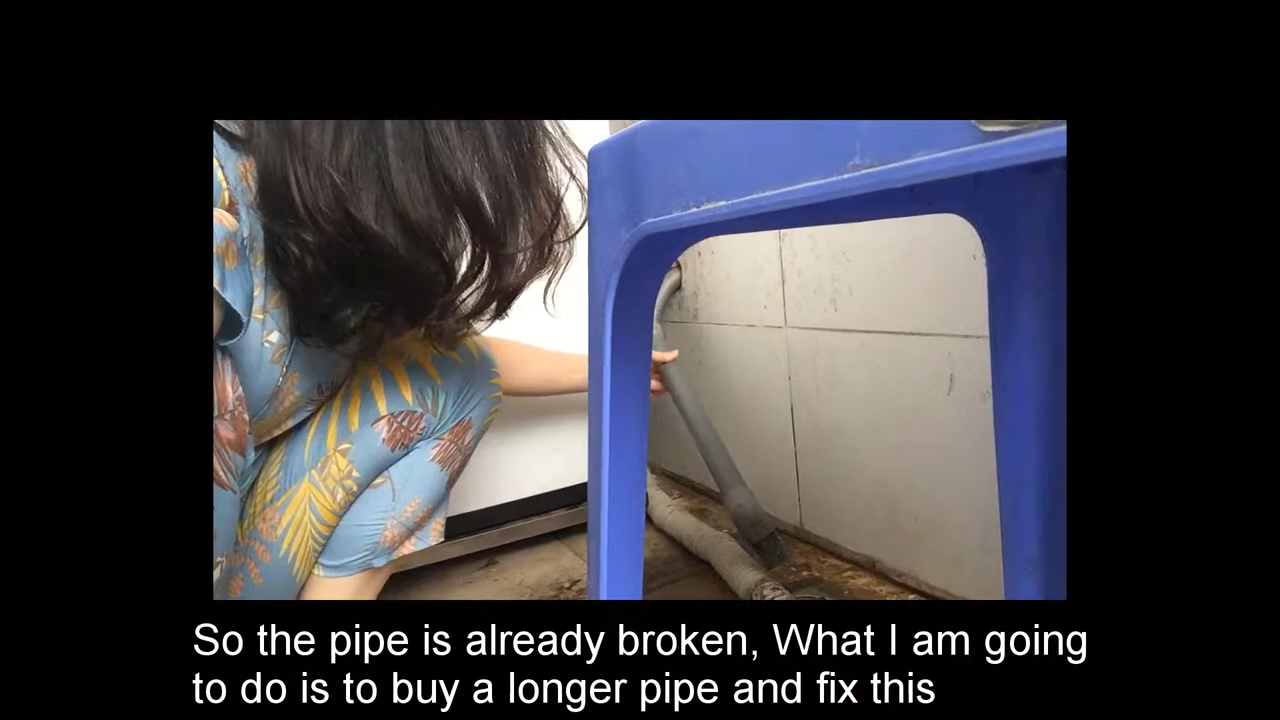 So the pipe is already broken, What I am going
to do is to buy a longer pipe and fix this